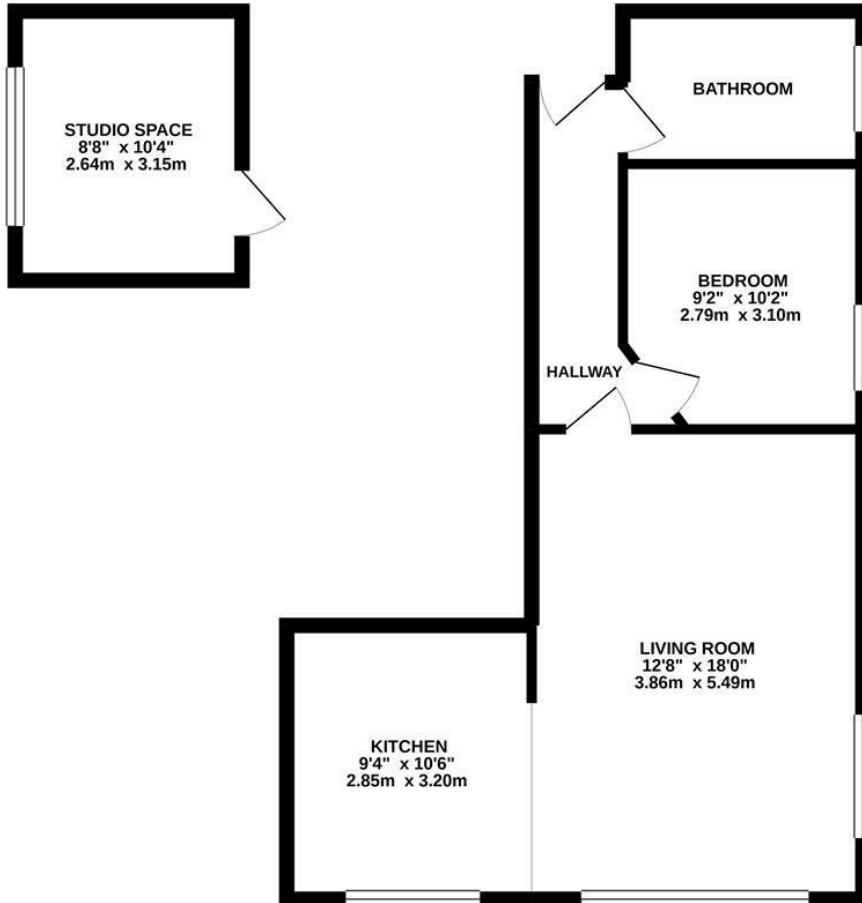 STUDIO SPACE
8'8" x 10'4"
2.64m x 3.15m
BATHROOM
BEDROOM
9'2" x 10'2"
2.79m x 3.10m
HALLWAY
LIVING ROOM
12'8" x 18'0"
3.86m x 5.49m
KITCHEN
9'4" x 10'6"
2.85m x 3.20m